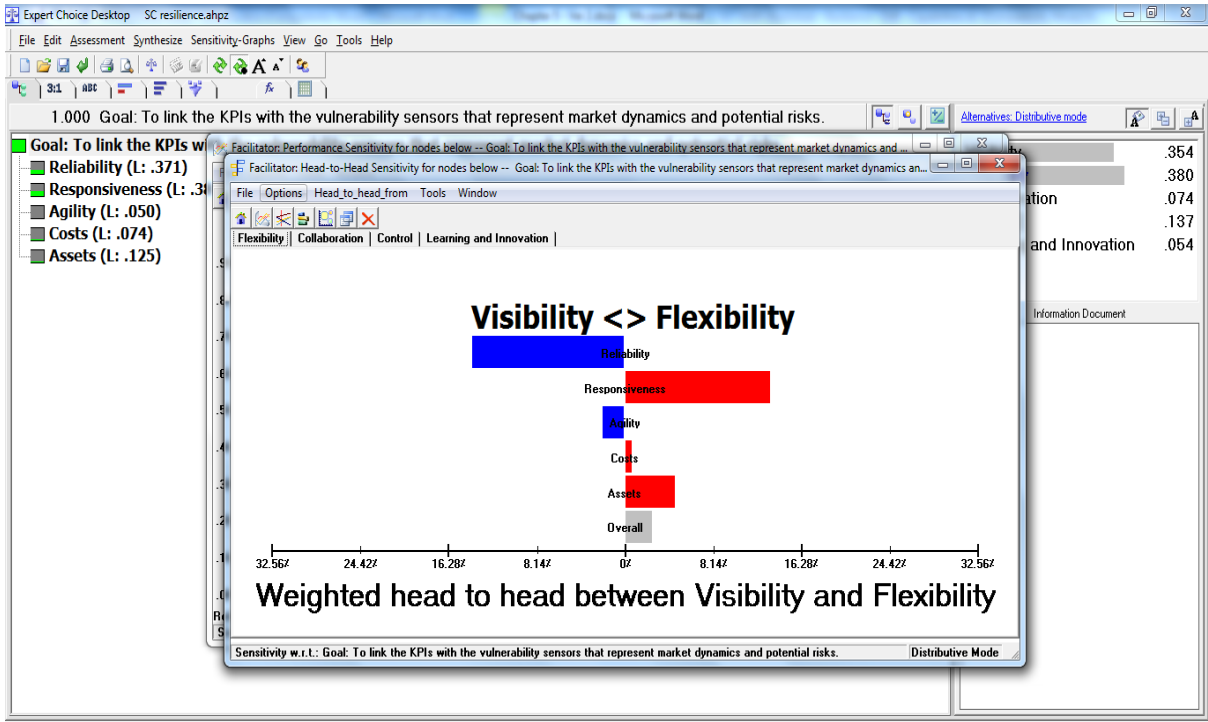 Expert Choice Desktop SC resilience.ahpz
File Edit Assessment Synthesize Sensitivity-Graphs View Go Tools Help
3:1 ABC fx
1.000 Goal: To link the KPIs with the vulnerability sensors that represent market dynamics and potential risks.
Alternatives: Distributive mode
Goal: To link the KPIs wi
Reliability (L: .371)
Responsiveness (L: .38
Agility (L: .050)
Costs (L: .074)
Assets (L: .125)
Facilitator: Performance Sensitivity for nodes below -- Goal: To link the KPIs with the vulnerability sensors that represent market dynamics and ...
Facilitator: Head-to-Head Sensitivity for nodes below -- Goal: To link the KPIs with the vulnerability sensors that represent market dynamics an...
File Options Head_to_head_from Tools Window
Flexibility Collaboration Control Learning and Innovation
Visibility <> Flexibility
Reliability
Responsiveness
Agility
Costs
Assets
Overall
32.56% 24.42% 16.28% 8.14% 0% 8.14% 16.28% 24.42% 32.56%
Weighted head to head between Visibility and Flexibility
Sensitivity w.r.t.: Goal: To link the KPIs with the vulnerability sensors that represent market dynamics and potential risks. Distributive Mode
.354
.380
ation .074
.137
and Innovation .054
Information Document